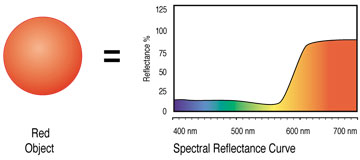 125
100
75
50
25
0
Reflectance %
=
400 nm 500 nm 600 nm 700 nm
Red
Object
Spectral Reflectance Curve